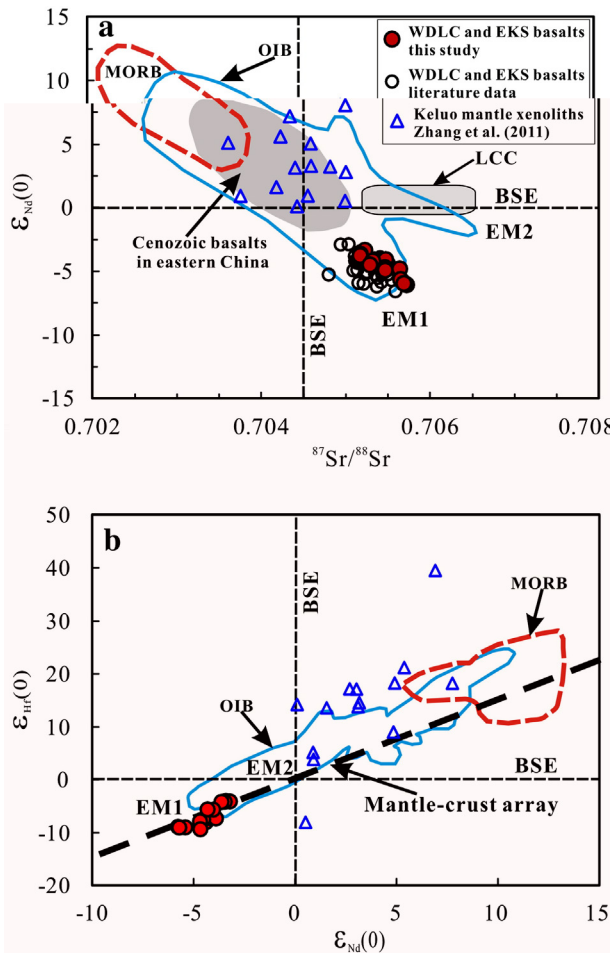 a
15
10
5
0
-5
-10
-15
εNd(0)
OIB
MORB
WDLC and EKS basalts
this study
WDLC and EKS basalts
literature data
Keluo mantle xenoliths
Zhang et al. (2011)
LCC
BSE
EM2
Cenozoic basalts
in eastern China
EM1
BSE
0.702
0.704
0.706
0.708
⁸⁷Sr/⁸⁸Sr
b
50
40
30
20
10
0
-10
-20
εHf(0)
BSE
MORB
OIB
EM2
BSE
EM1
Mantle-crust array
-10
-5
0
5
10
15
εNd(0)